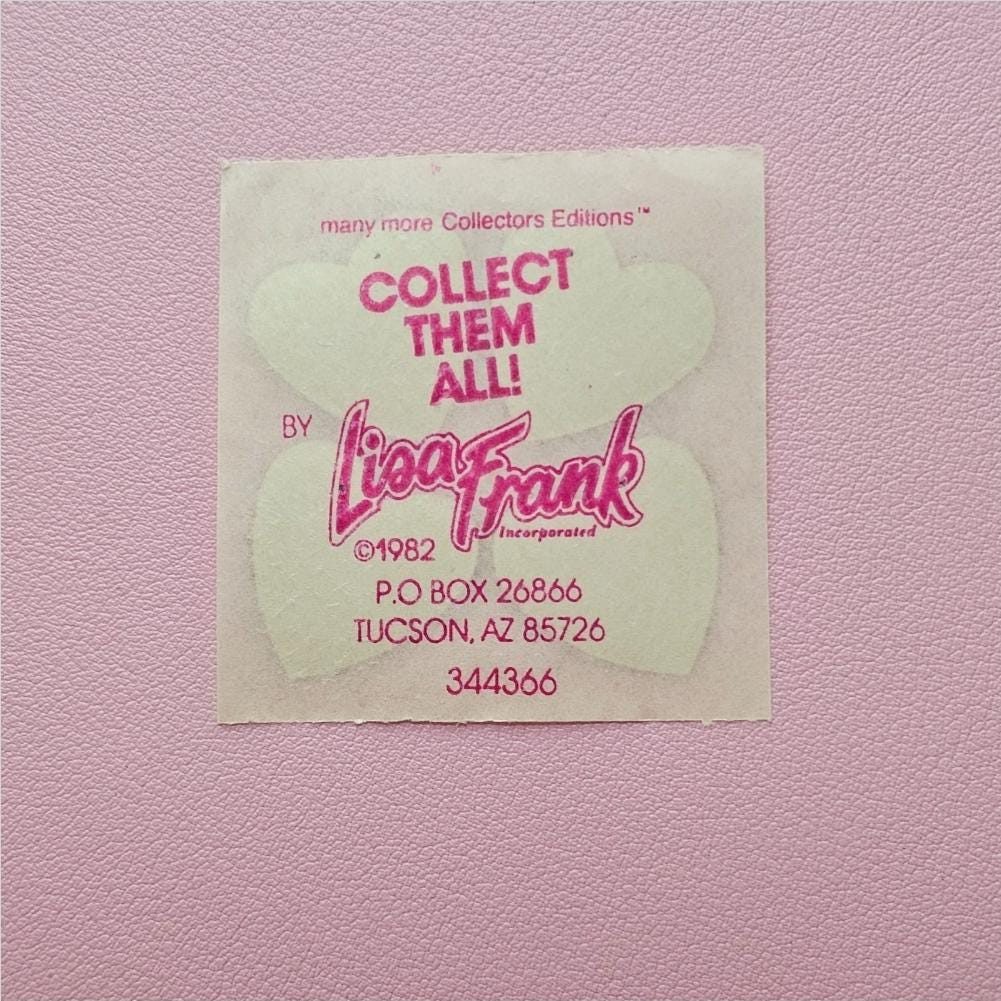 many more Collectors Editions™
COLLECT
THEM
ALL!
BY Lisa Frank
Incorporated
©1982
P.O BOX 26866
TUCSON, AZ 85726
344366